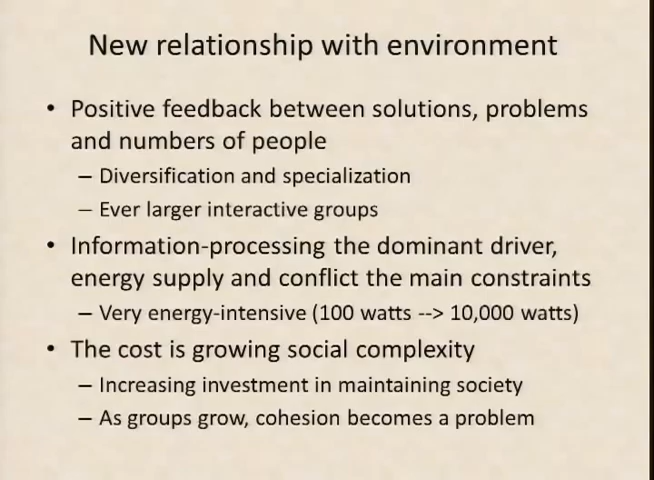 New relationship with environment
• Positive feedback between solutions, problems
and numbers of people
– Diversification and specialization
– Ever larger interactive groups
• Information-processing the dominant driver,
energy supply and conflict the main constraints
– Very energy-intensive (100 watts --> 10,000 watts)
• The cost is growing social complexity
– Increasing investment in maintaining society
– As groups grow, cohesion becomes a problem